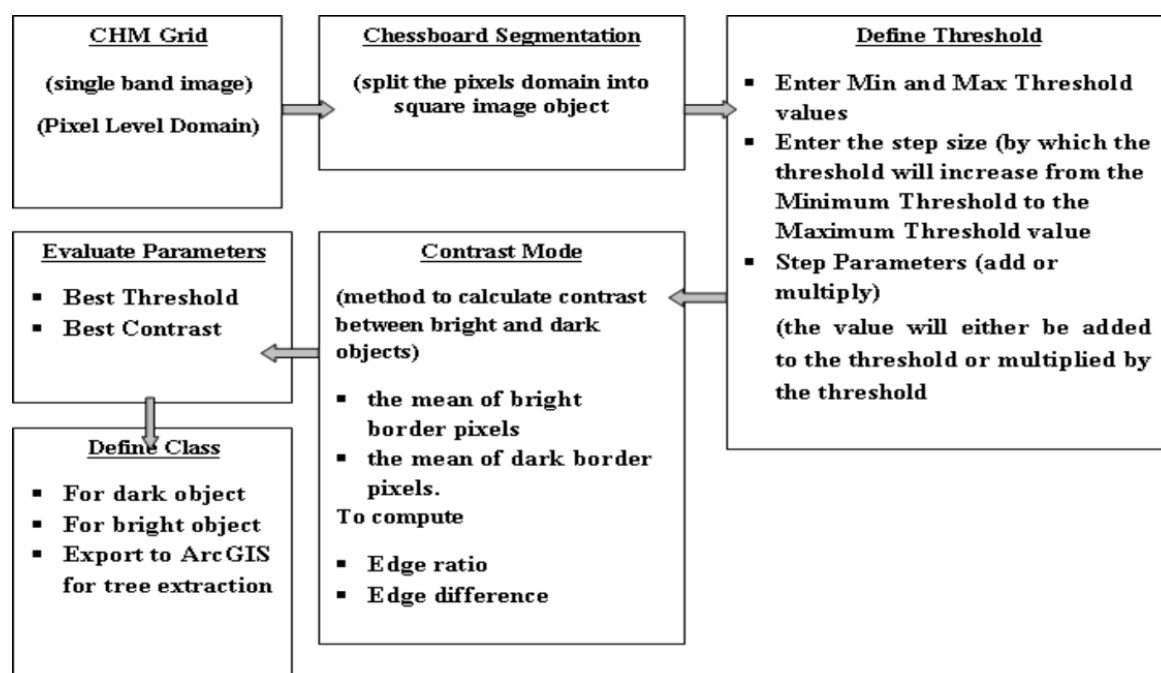 CHM Grid
(single band image)
(Pixel Level Domain)
Chessboard Segmentation
(split the pixels domain into
square image object
Define Threshold
▪ Enter Min and Max Threshold
values
▪ Enter the step size (by which the
threshold will increase from the
Minimum Threshold to the
Maximum Threshold value
▪ Step Parameters (add or
multiply)
(the value will either be added
to the threshold or multiplied by
the threshold
Contrast Mode
(method to calculate contrast
between bright and dark
objects)
▪ the mean of bright
border pixels
▪ the mean of dark border
pixels.
To compute
▪ Edge ratio
▪ Edge difference
Evaluate Parameters
▪ Best Threshold
▪ Best Contrast
Define Class
▪ For dark object
▪ For bright object
▪ Export to ArcGIS
for tree extraction